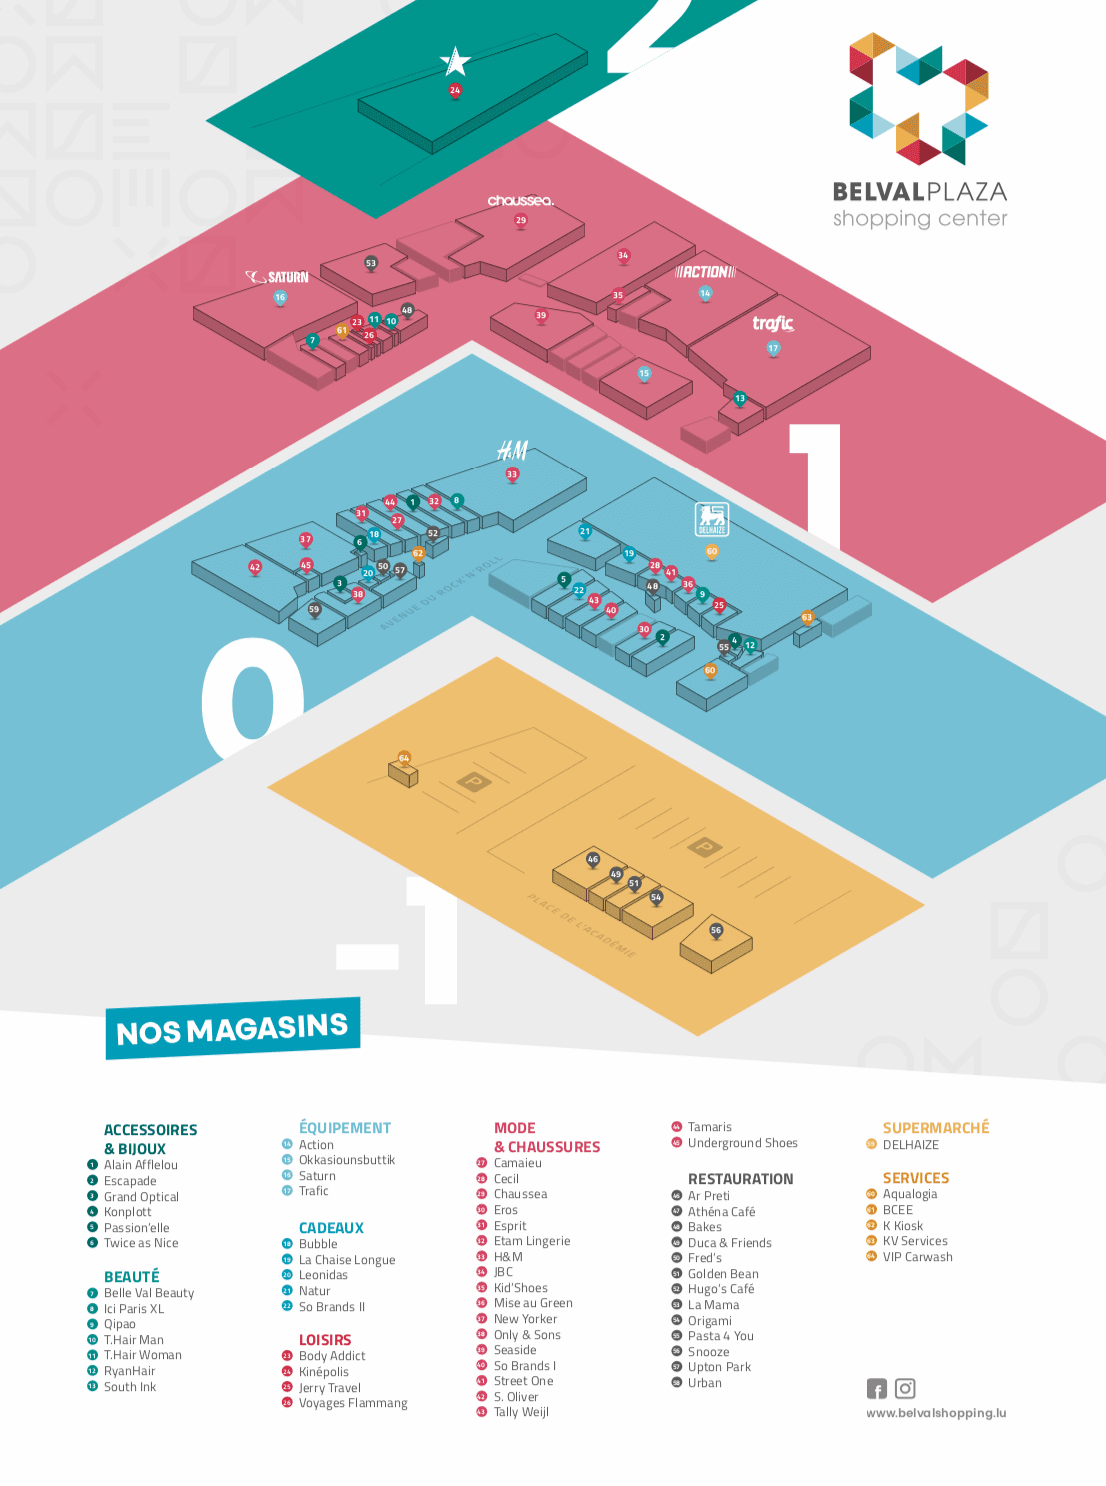 2
24
BELVALPLAZA
shopping center
chaussea.
29
53
34
SATURN
16
ACTION
14
35
48
23
11
10
61
26
7
39
trafic
17
15
13
1
H&M
33
44
1
32
8
31
27
18
52
6
37
62
45
42
20
50
57
3
38
59
AVENUE DU ROCK'N'ROLL
DELHAIZE
60
21
19
28
41
5
22
48
36
9
43
40
25
63
30
2
4
55
12
60
0
64
P
P
46
49
51
54
56
PLACE DE L'ACADÉMIE
-1
NOS MAGASINS
ACCESSOIRES
& BIJOUX
1 Alain Afflelou
2 Escapade
3 Grand Optical
4 Konplott
5 Passion'elle
6 Twice as Nice
BEAUTÉ
7 Belle Val Beauty
8 Ici Paris XL
9 Qipao
10 T.Hair Man
11 T.Hair Woman
12 RyanHair
13 South Ink
ÉQUIPEMENT
14 Action
15 Okkasiounsbuttik
16 Saturn
17 Trafic
CADEAUX
18 Bubble
19 La Chaise Longue
20 Leonidas
21 Natur
22 So Brands II
LOISIRS
23 Body Addict
24 Kinépolis
25 Jerry Travel
26 Voyages Flammang
MODE
& CHAUSSURES
27 Camaieu
28 Cecil
29 Chaussea
30 Eros
31 Esprit
32 Etam Lingerie
33 H&M
34 JBC
35 Kid'Shoes
36 Mise au Green
37 New Yorker
38 Only & Sons
39 Seaside
40 So Brands I
41 Street One
42 S. Oliver
43 Tally Weijl
44 Tamaris
45 Underground Shoes
RESTAURATION
46 Ar Preti
47 Athéna Café
48 Bakes
49 Duca & Friends
50 Fred's
51 Golden Bean
52 Hugo's Café
53 La Mama
54 Origami
55 Pasta 4 You
56 Snooze
57 Upton Park
58 Urban
SUPERMARCHÉ
59 DELHAIZE
SERVICES
60 Aqualogia
61 BCEE
62 K Kiosk
63 KV Services
64 VIP Carwash
www.belvalshopping.lu